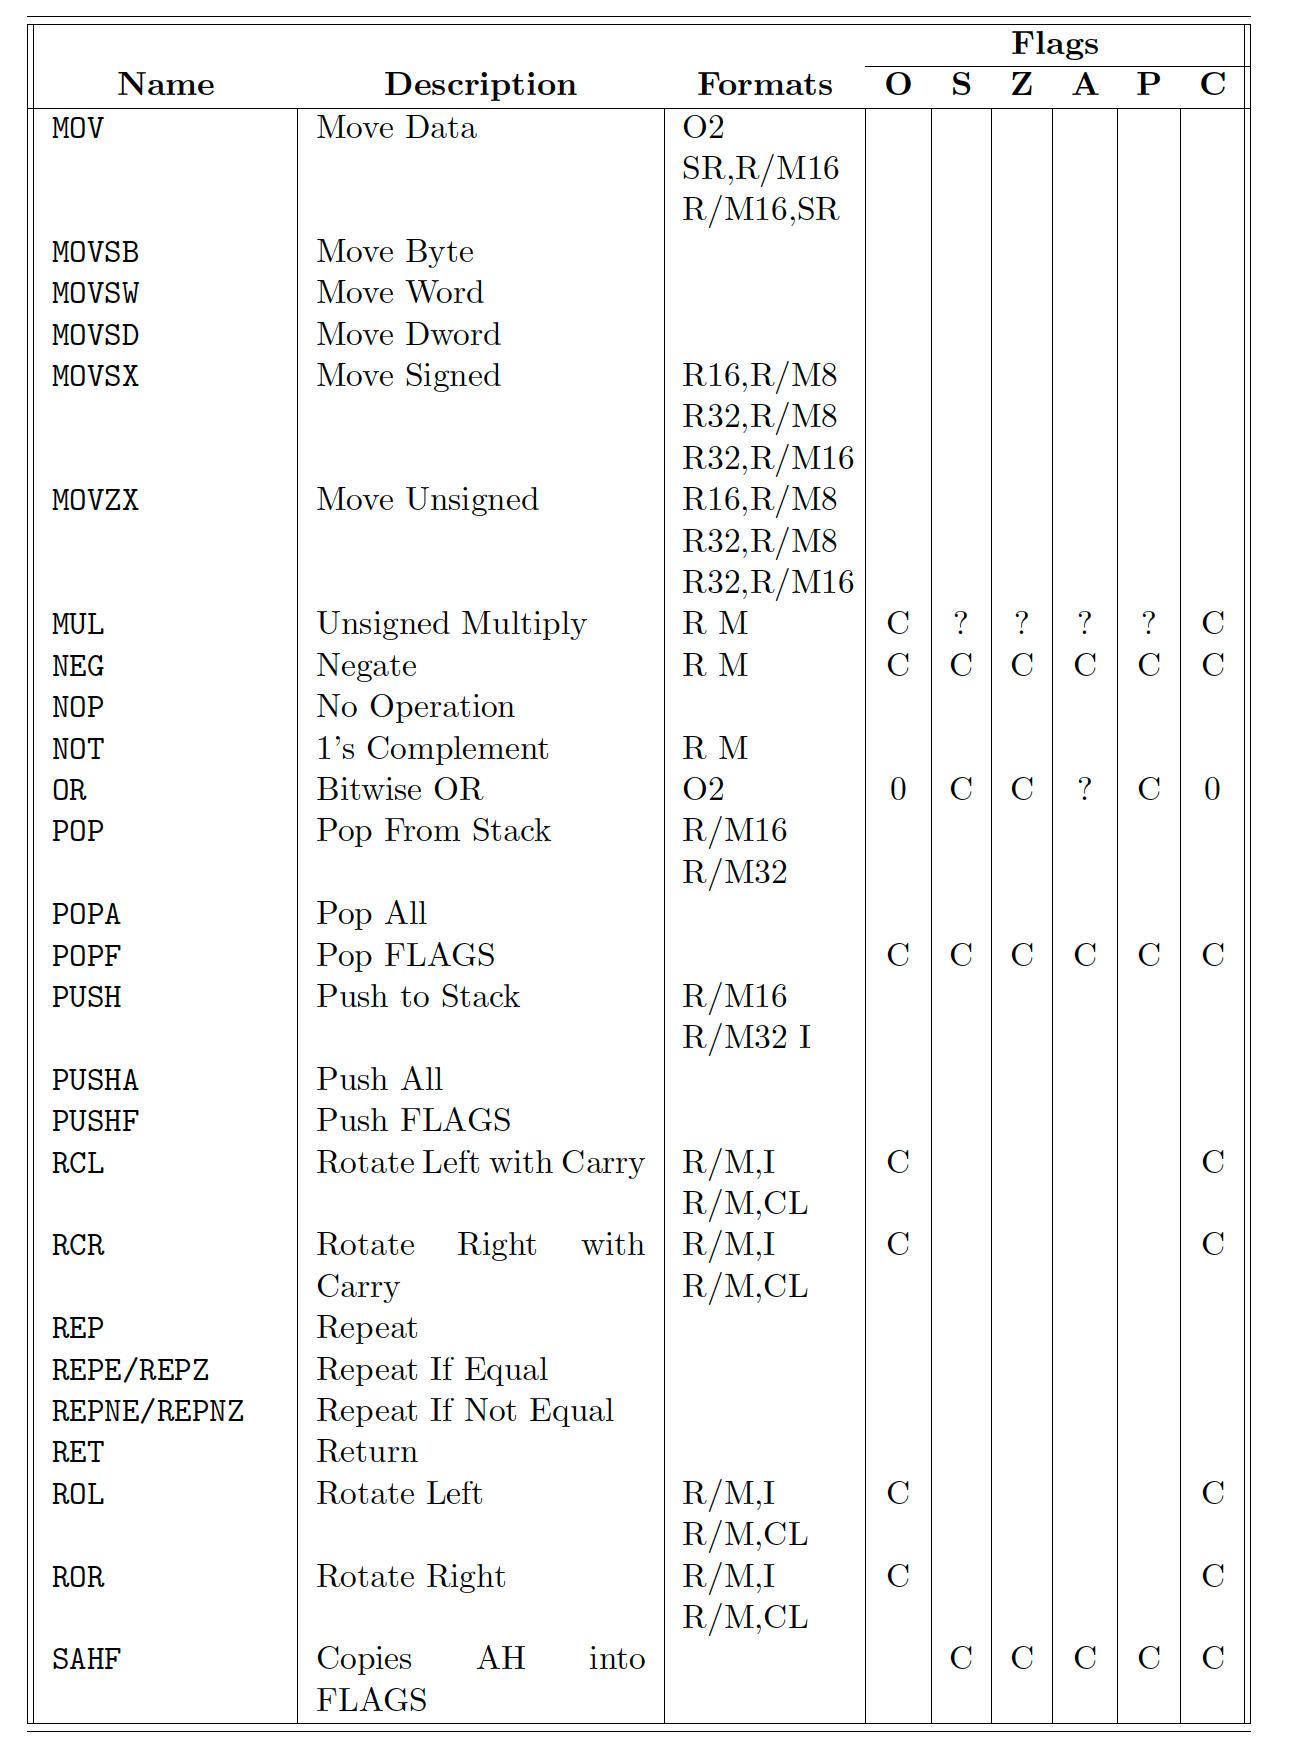 Flags
Name Description Formats O S Z A P C
MOV Move Data O2
SR,R/M16
R/M16,SR
MOVSB Move Byte
MOVSW Move Word
MOVSD Move Dword
MOVSX Move Signed R16,R/M8
R32,R/M8
R32,R/M16
MOVZX Move Unsigned R16,R/M8
R32,R/M8
R32,R/M16
MUL Unsigned Multiply R M C ? ? ? ? C
NEG Negate R M C C C C C C
NOP No Operation
NOT 1's Complement R M
OR Bitwise OR O2 0 C C ? C 0
POP Pop From Stack R/M16
R/M32
POPA Pop All
POPF Pop FLAGS C C C C C C
PUSH Push to Stack R/M16
R/M32 I
PUSHA Push All
PUSHF Push FLAGS
RCL Rotate Left with Carry R/M,I C C
R/M,CL
RCR Rotate Right with R/M,I C C
Carry R/M,CL
REP Repeat
REPE/REPZ Repeat If Equal
REPNE/REPNZ Repeat If Not Equal
RET Return
ROL Rotate Left R/M,I C C
R/M,CL
ROR Rotate Right R/M,I C C
R/M,CL
SAHF Copies AH into C C C C C
FLAGS